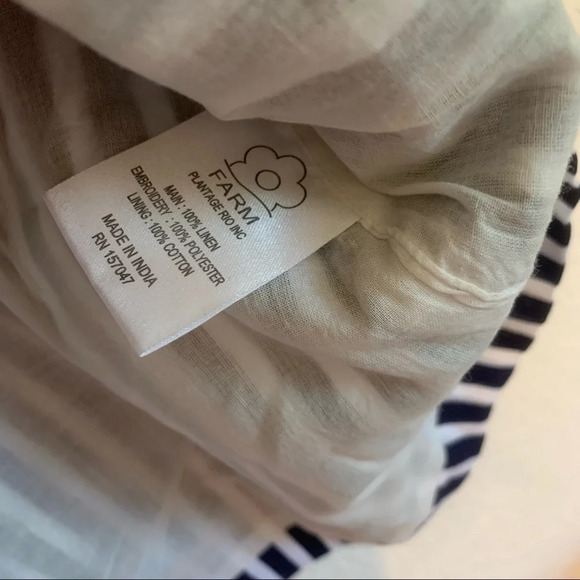 FARM
PLANTAGE RIO INC
MAIN : 100% LINEN
EMBROIDERY : 100% POLYESTER
LINING : 100% COTTON
MADE IN INDIA
RN 157047